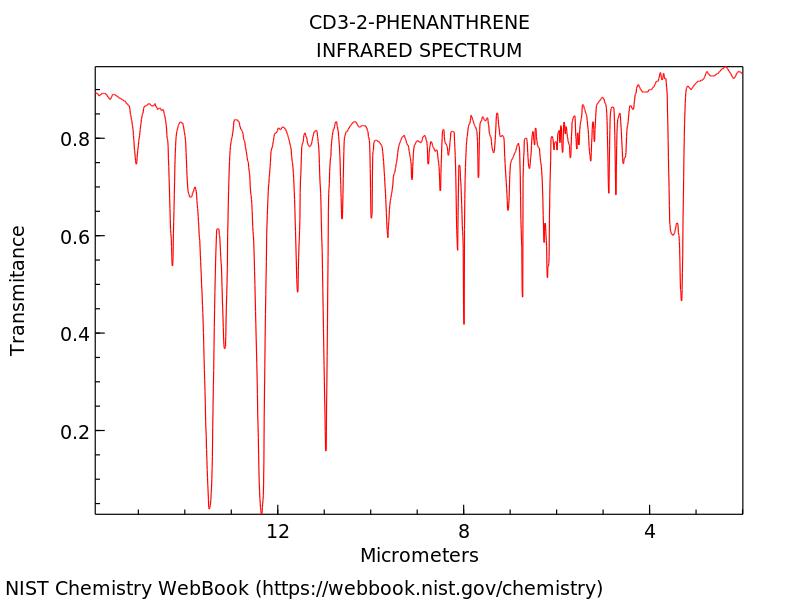 CD3-2-PHENANTHRENE
INFRARED SPECTRUM
0.8
0.6
0.4
0.2
Transmitance
12
8
4
Micrometers
NIST Chemistry WebBook (https://webbook.nist.gov/chemistry)